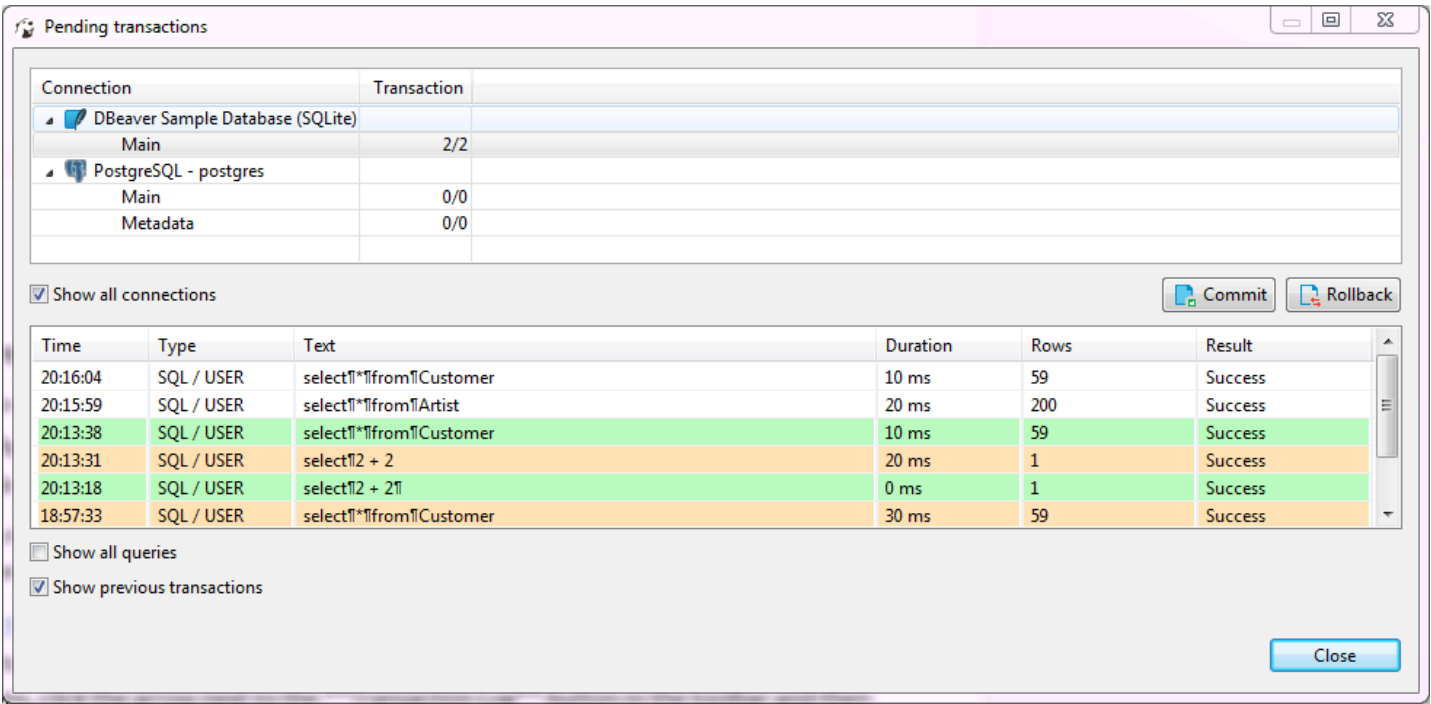 Pending transactions
Connection Transaction
DBeaver Sample Database (SQLite)
Main 2/2
PostgreSQL - postgres
Main 0/0
Metadata 0/0
Show all connections Commit Rollback
Time Type Text Duration Rows Result
20:16:04 SQL / USER select¶*¶from¶Customer 10 ms 59 Success
20:15:59 SQL / USER select¶*¶from¶Artist 20 ms 200 Success
20:13:38 SQL / USER select¶*¶from¶Customer 10 ms 59 Success
20:13:31 SQL / USER select¶2 + 2 20 ms 1 Success
20:13:18 SQL / USER select¶2 + 2¶ 0 ms 1 Success
18:57:33 SQL / USER select¶*¶from¶Customer 30 ms 59 Success
Show all queries
Show previous transactions
Close